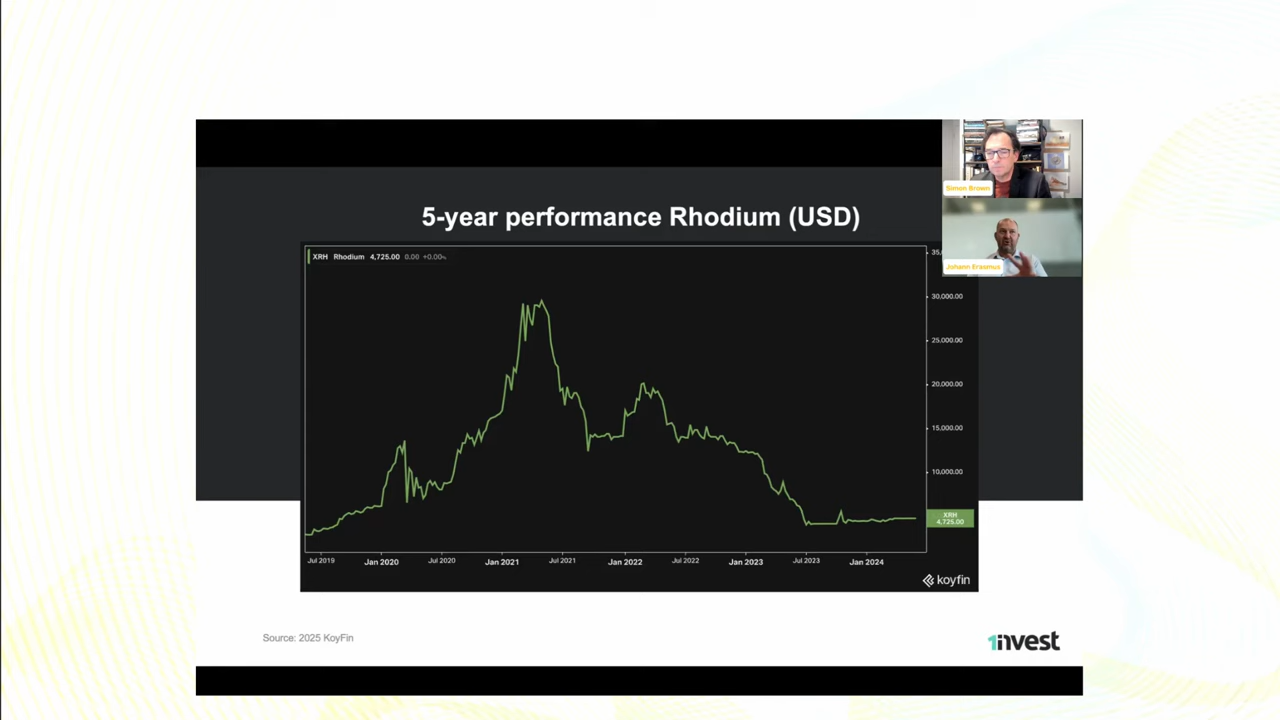 Simon Brown
5-year performance Rhodium (USD)
XRH Rhodium 4,725.00 0.00 +0.00%
Johann Erasmus
35,
30,000.00
25,000.00
20,000.00
15,000.00
10,000.00
XRH
4,725.00
Jul 2019 Jan 2020 Jul 2020 Jan 2021 Jul 2021 Jan 2022 Jul 2022 Jan 2023 Jul 2023 Jan 2024
koyfin
Source: 2025 KoyFin
1nvest